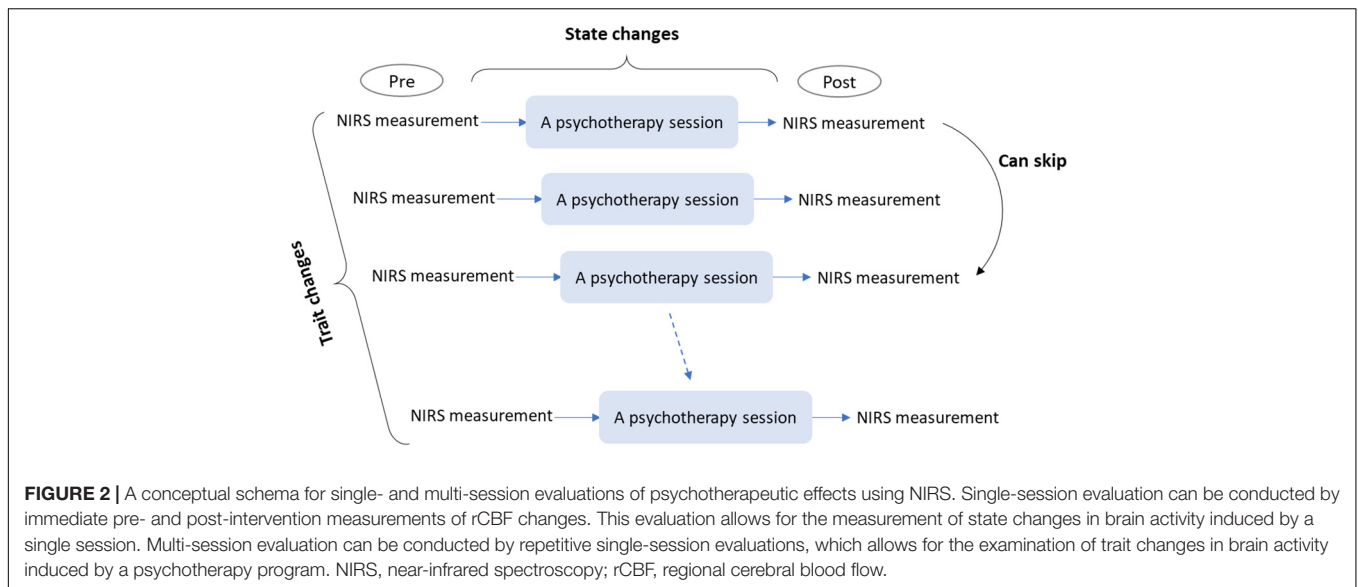 State changes
Pre
Post
NIRS measurement A psychotherapy session NIRS measurement
Can skip
NIRS measurement A psychotherapy session NIRS measurement
Trait changes
NIRS measurement A psychotherapy session NIRS measurement
NIRS measurement A psychotherapy session NIRS measurement
FIGURE 2 | A conceptual schema for single- and multi-session evaluations of psychotherapeutic effects using NIRS. Single-session evaluation can be conducted by
immediate pre- and post-intervention measurements of rCBF changes. This evaluation allows for the measurement of state changes in brain activity induced by a
single session. Multi-session evaluation can be conducted by repetitive single-session evaluations, which allows for the examination of trait changes in brain activity
induced by a psychotherapy program. NIRS, near-infrared spectroscopy; rCBF, regional cerebral blood flow.